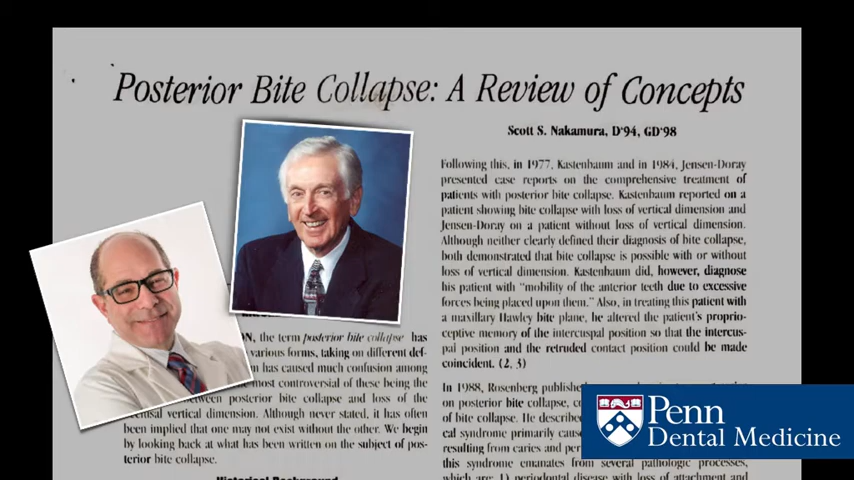 Posterior Bite Collapse: A Review of Concepts
Scott S. Nakamura, D'94, GD'98
ON, the term posterior bite collapse has
various forms, taking on different def-
m has caused much confusion among
most controversial of these being the
between posterior bite collapse and loss of the
vertical dimension. Although never stated, it has often
been implied that one may not exist without the other. We begin
by looking back at what has been written on the subject of pos-
terior bite collapse.
Historical Background
Following this, in 1977, Kastenbaum and in 1984, Jensen-Doray
presented case reports on the comprehensive treatment of
patients with posterior bite collapse. Kastenbaum reported on a
patient showing bite collapse with loss of vertical dimension and
Jensen-Doray on a patient without loss of vertical dimension.
Although neither clearly defined their diagnosis of bite collapse,
both demonstrated that bite collapse is possible with or without
loss of vertical dimension. Kastenbaum did, however, diagnose
his patient with "mobility of the anterior teeth due to excessive
forces being placed upon them." Also, in treating this patient with
a maxillary Hawley bite plane, he altered the patient's proprio-
ceptive memory of the intercuspal position so that the intercus-
pal position and the retruded contact position could be made
coincident. (2, 3)
In 1988, Rosenberg publish
on posterior bite collapse, c
of bite collapse. He described
cal syndrome primarily caus
resulting from caries and per
this syndrome emanates from several pathologic processes,
which are: 1) periodontal disease with loss of attachment and
Penn
Dental Medicine